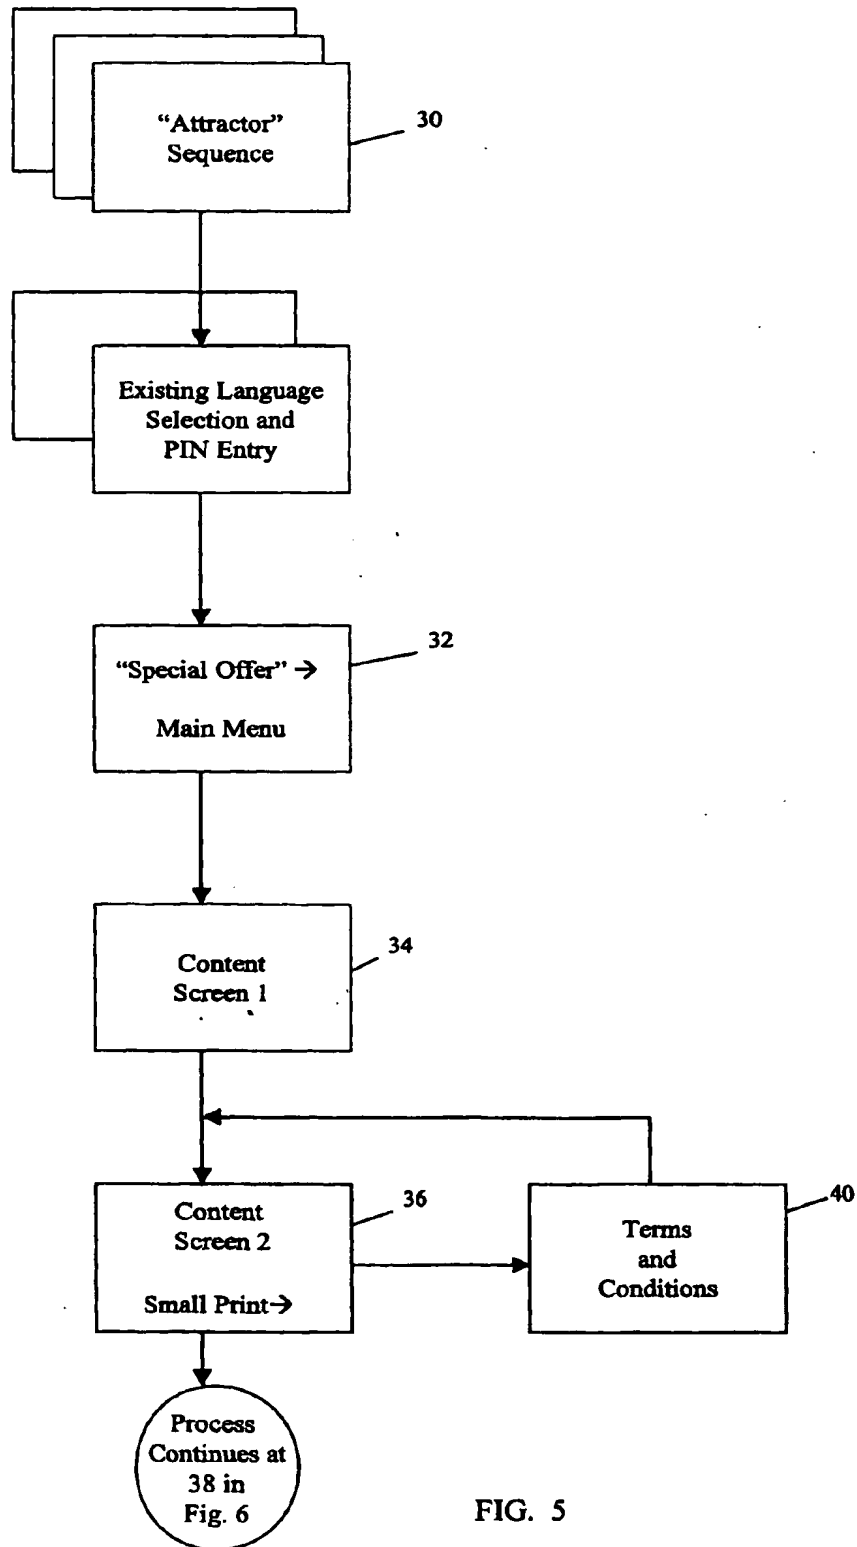 “Attractor”
Sequence
30
Existing Language
Selection and
PIN Entry
“Special Offer” →
32
Main Menu
Content
Screen 1
34
Content
Screen 2
36
Small Print→
Terms
and
Conditions
40
Process
Continues at
38 in
Fig. 6
FIG. 5